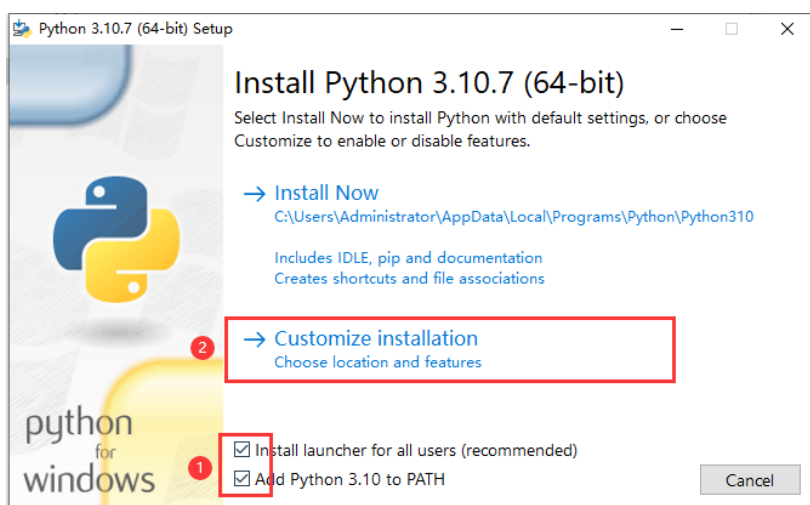 Python 3.10.7 (64-bit) Setup
Install Python 3.10.7 (64-bit)
Select Install Now to install Python with default settings, or choose
Customize to enable or disable features.
→ Install Now
C:\Users\Administrator\AppData\Local\Programs\Python\Python310
Includes IDLE, pip and documentation
Creates shortcuts and file associations
2
→ Customize installation
Choose location and features
python
for
windows
1
Install launcher for all users (recommended)
Add Python 3.10 to PATH
Cancel